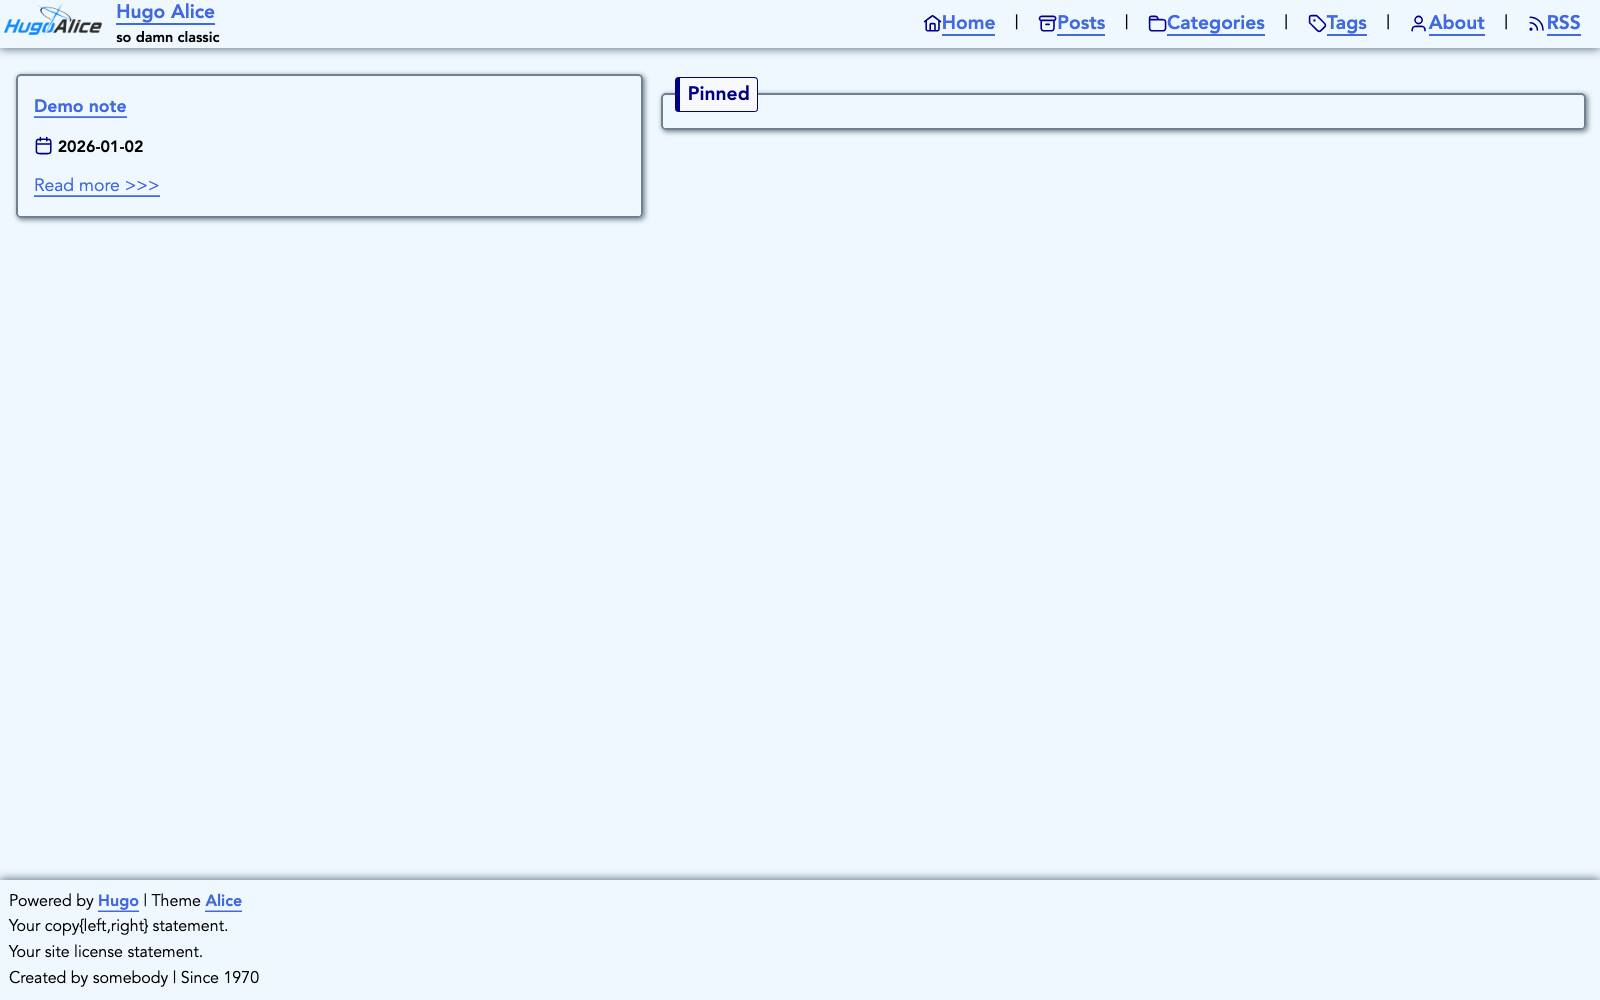 HugoAlice
Hugo Alice
so damn classic
Home | Posts | Categories | Tags | About | RSS
Demo note
2026-01-02
Read more >>>
Pinned
Powered by Hugo | Theme Alice
Your copy{left,right} statement.
Your site license statement.
Created by somebody | Since 1970